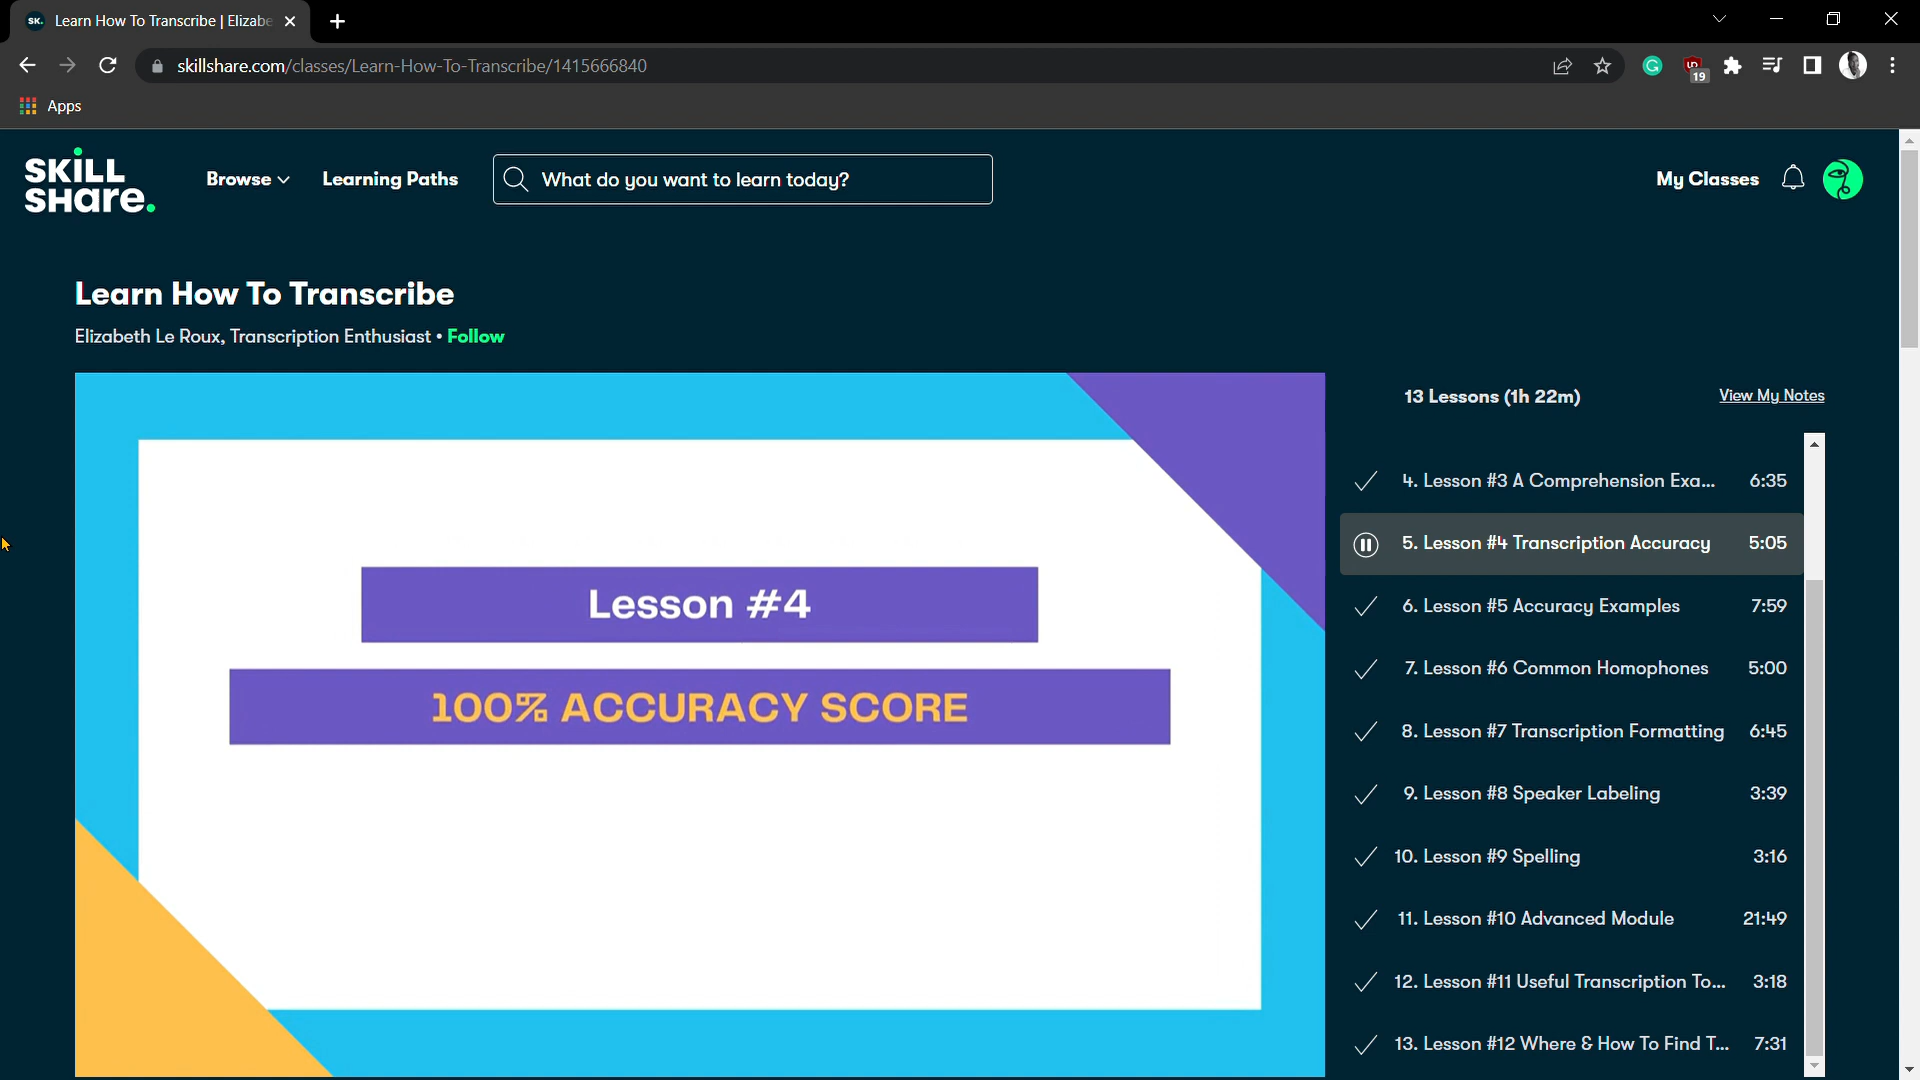 SK.
Learn How To Transcribe | Elizabe
skillshare.com/classes/Learn-How-To-Transcribe/1415666840
19
Apps
SKILL
SHare.
Browse
Learning Paths
What do you want to learn today?
My Classes
Learn How To Transcribe
Elizabeth Le Roux, Transcription Enthusiast • Follow
Lesson #4
100% ACCURACY SCORE
13 Lessons (1h 22m)
View My Notes
4. Lesson #3 A Comprehension Exa... 6:35
5. Lesson #4 Transcription Accuracy 5:05
6. Lesson #5 Accuracy Examples 7:59
7. Lesson #6 Common Homophones 5:00
8. Lesson #7 Transcription Formatting 6:45
9. Lesson #8 Speaker Labeling 3:39
10. Lesson #9 Spelling 3:16
11. Lesson #10 Advanced Module 21:49
12. Lesson #11 Useful Transcription To... 3:18
13. Lesson #12 Where & How To Find T... 7:31